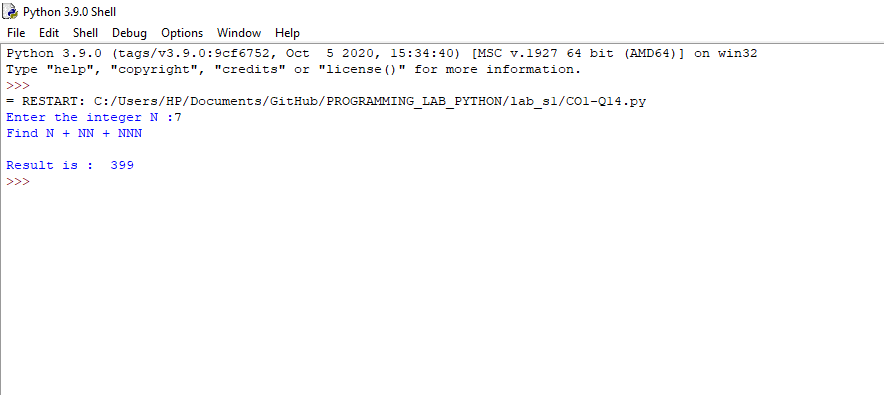 Python 3.9.0 Shell
File Edit Shell Debug Options Window Help
Python 3.9.0 (tags/v3.9.0:9cf6752, Oct  5 2020, 15:34:40) [MSC v.1927 64 bit (AMD64)] on win32
Type "help", "copyright", "credits" or "license()" for more information.
>>>
= RESTART: C:/Users/HP/Documents/GitHub/PROGRAMMING_LAB_PYTHON/lab_s1/CO1-Q14.py
Enter the integer N :7
Find N + NN + NNN

Result is :  399
>>>